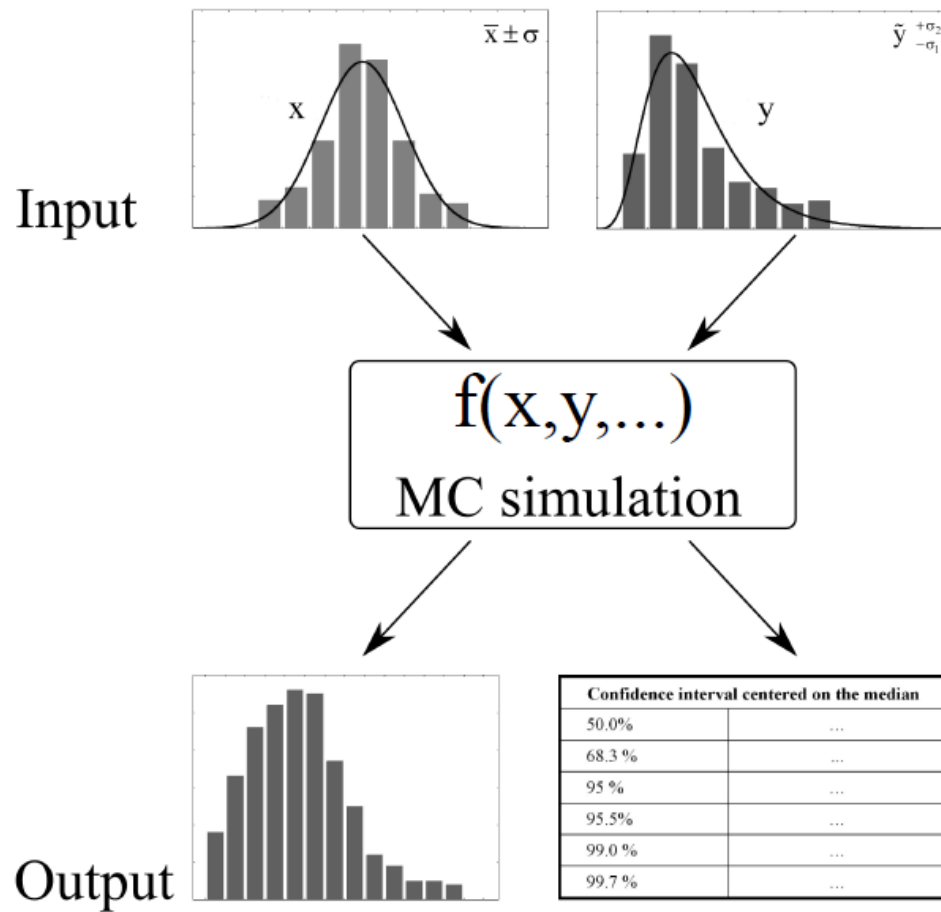 x̄ ± σ
x
ỹ +σ₂ −σ₁
y
Input
f(x,y,...)
MC simulation
Output
Confidence interval centered on the median
50.0% ...
68.3 % ...
95 % ...
95.5% ...
99.0 % ...
99.7 % ...